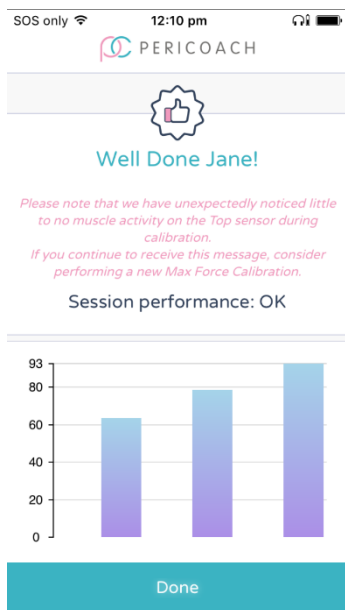 SOS only 12:10 pm
PERICOACH
Well Done Jane!
Please note that we have unexpectedly noticed little
to no muscle activity on the Top sensor during
calibration.
If you continue to receive this message, consider
performing a new Max Force Calibration.
Session performance: OK
93
80
60
40
20
0
Done